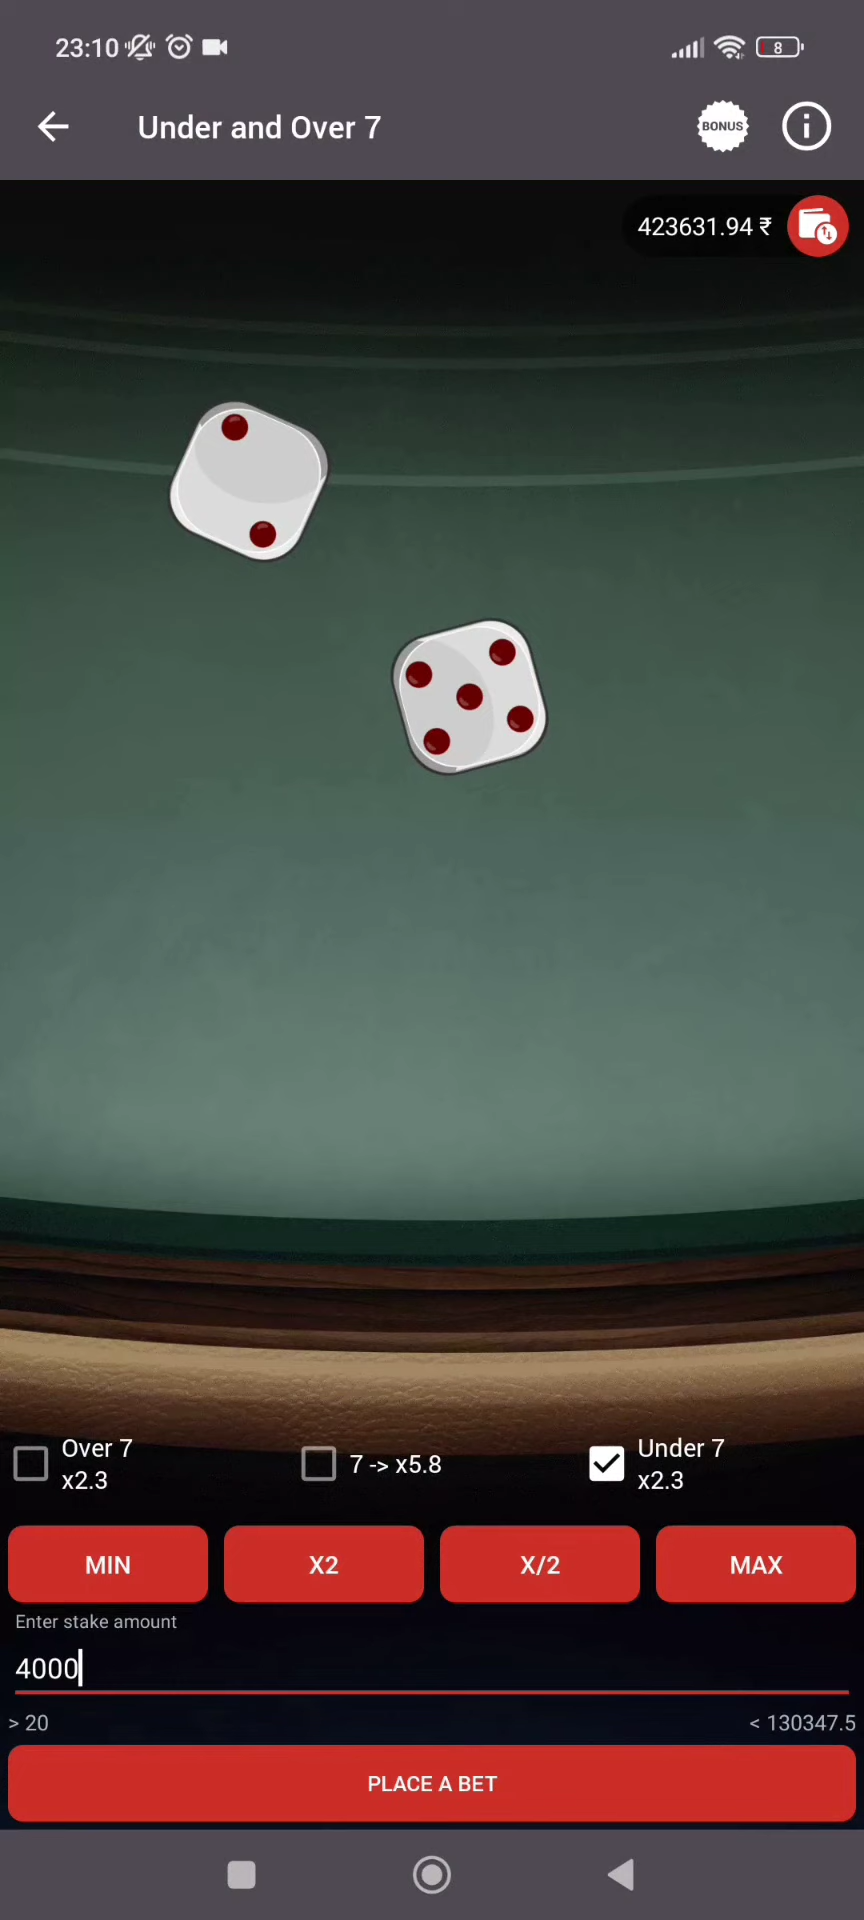 23:10
8
Under and Over 7
BONUS
423631.94 ₹
Over 7
x2.3
7 -> x5.8
Under 7
x2.3
MIN
X2
X/2
MAX
Enter stake amount
4000
> 20
< 130347.5
PLACE A BET